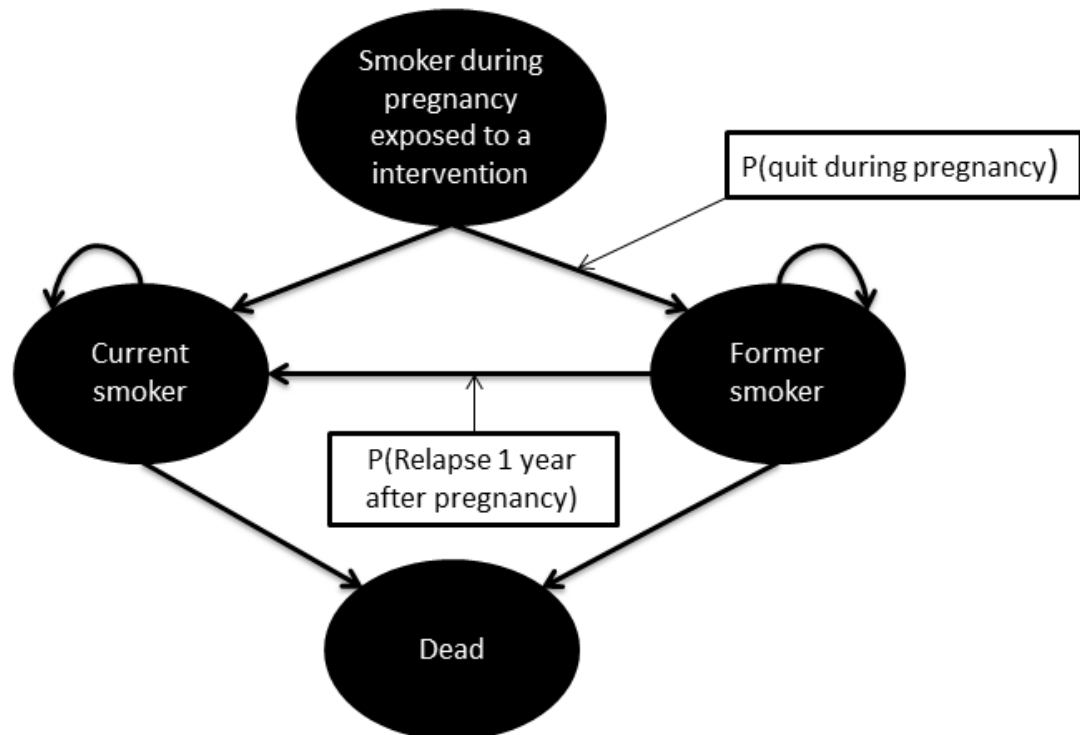 Smoker during
pregnancy
exposed to a
intervention
P(quit during pregnancy)
Current
smoker
Former
smoker
P(Relapse 1 year
after pregnancy)
Dead